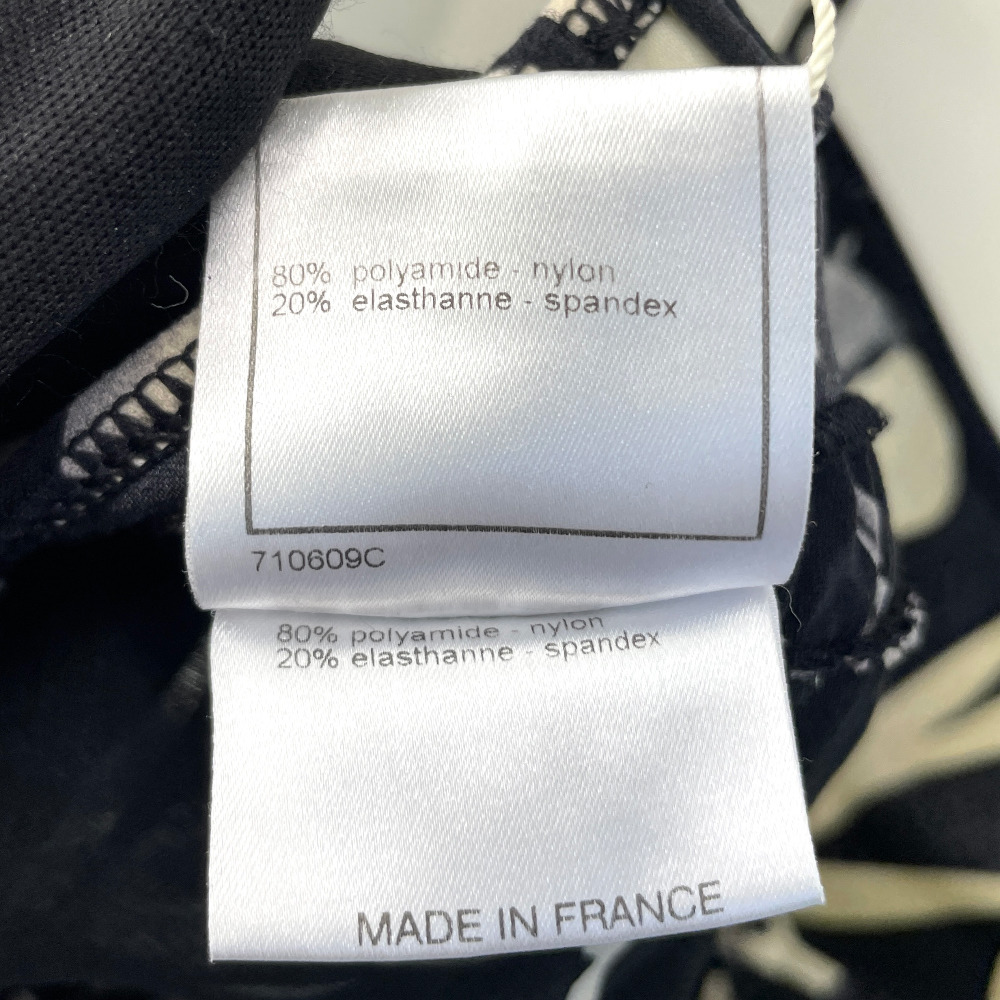 80% polyamide - nylon
20% elasthanne - spandex
710609C
80% polyamide - nylon
20% elasthanne - spandex
MADE IN FRANCE